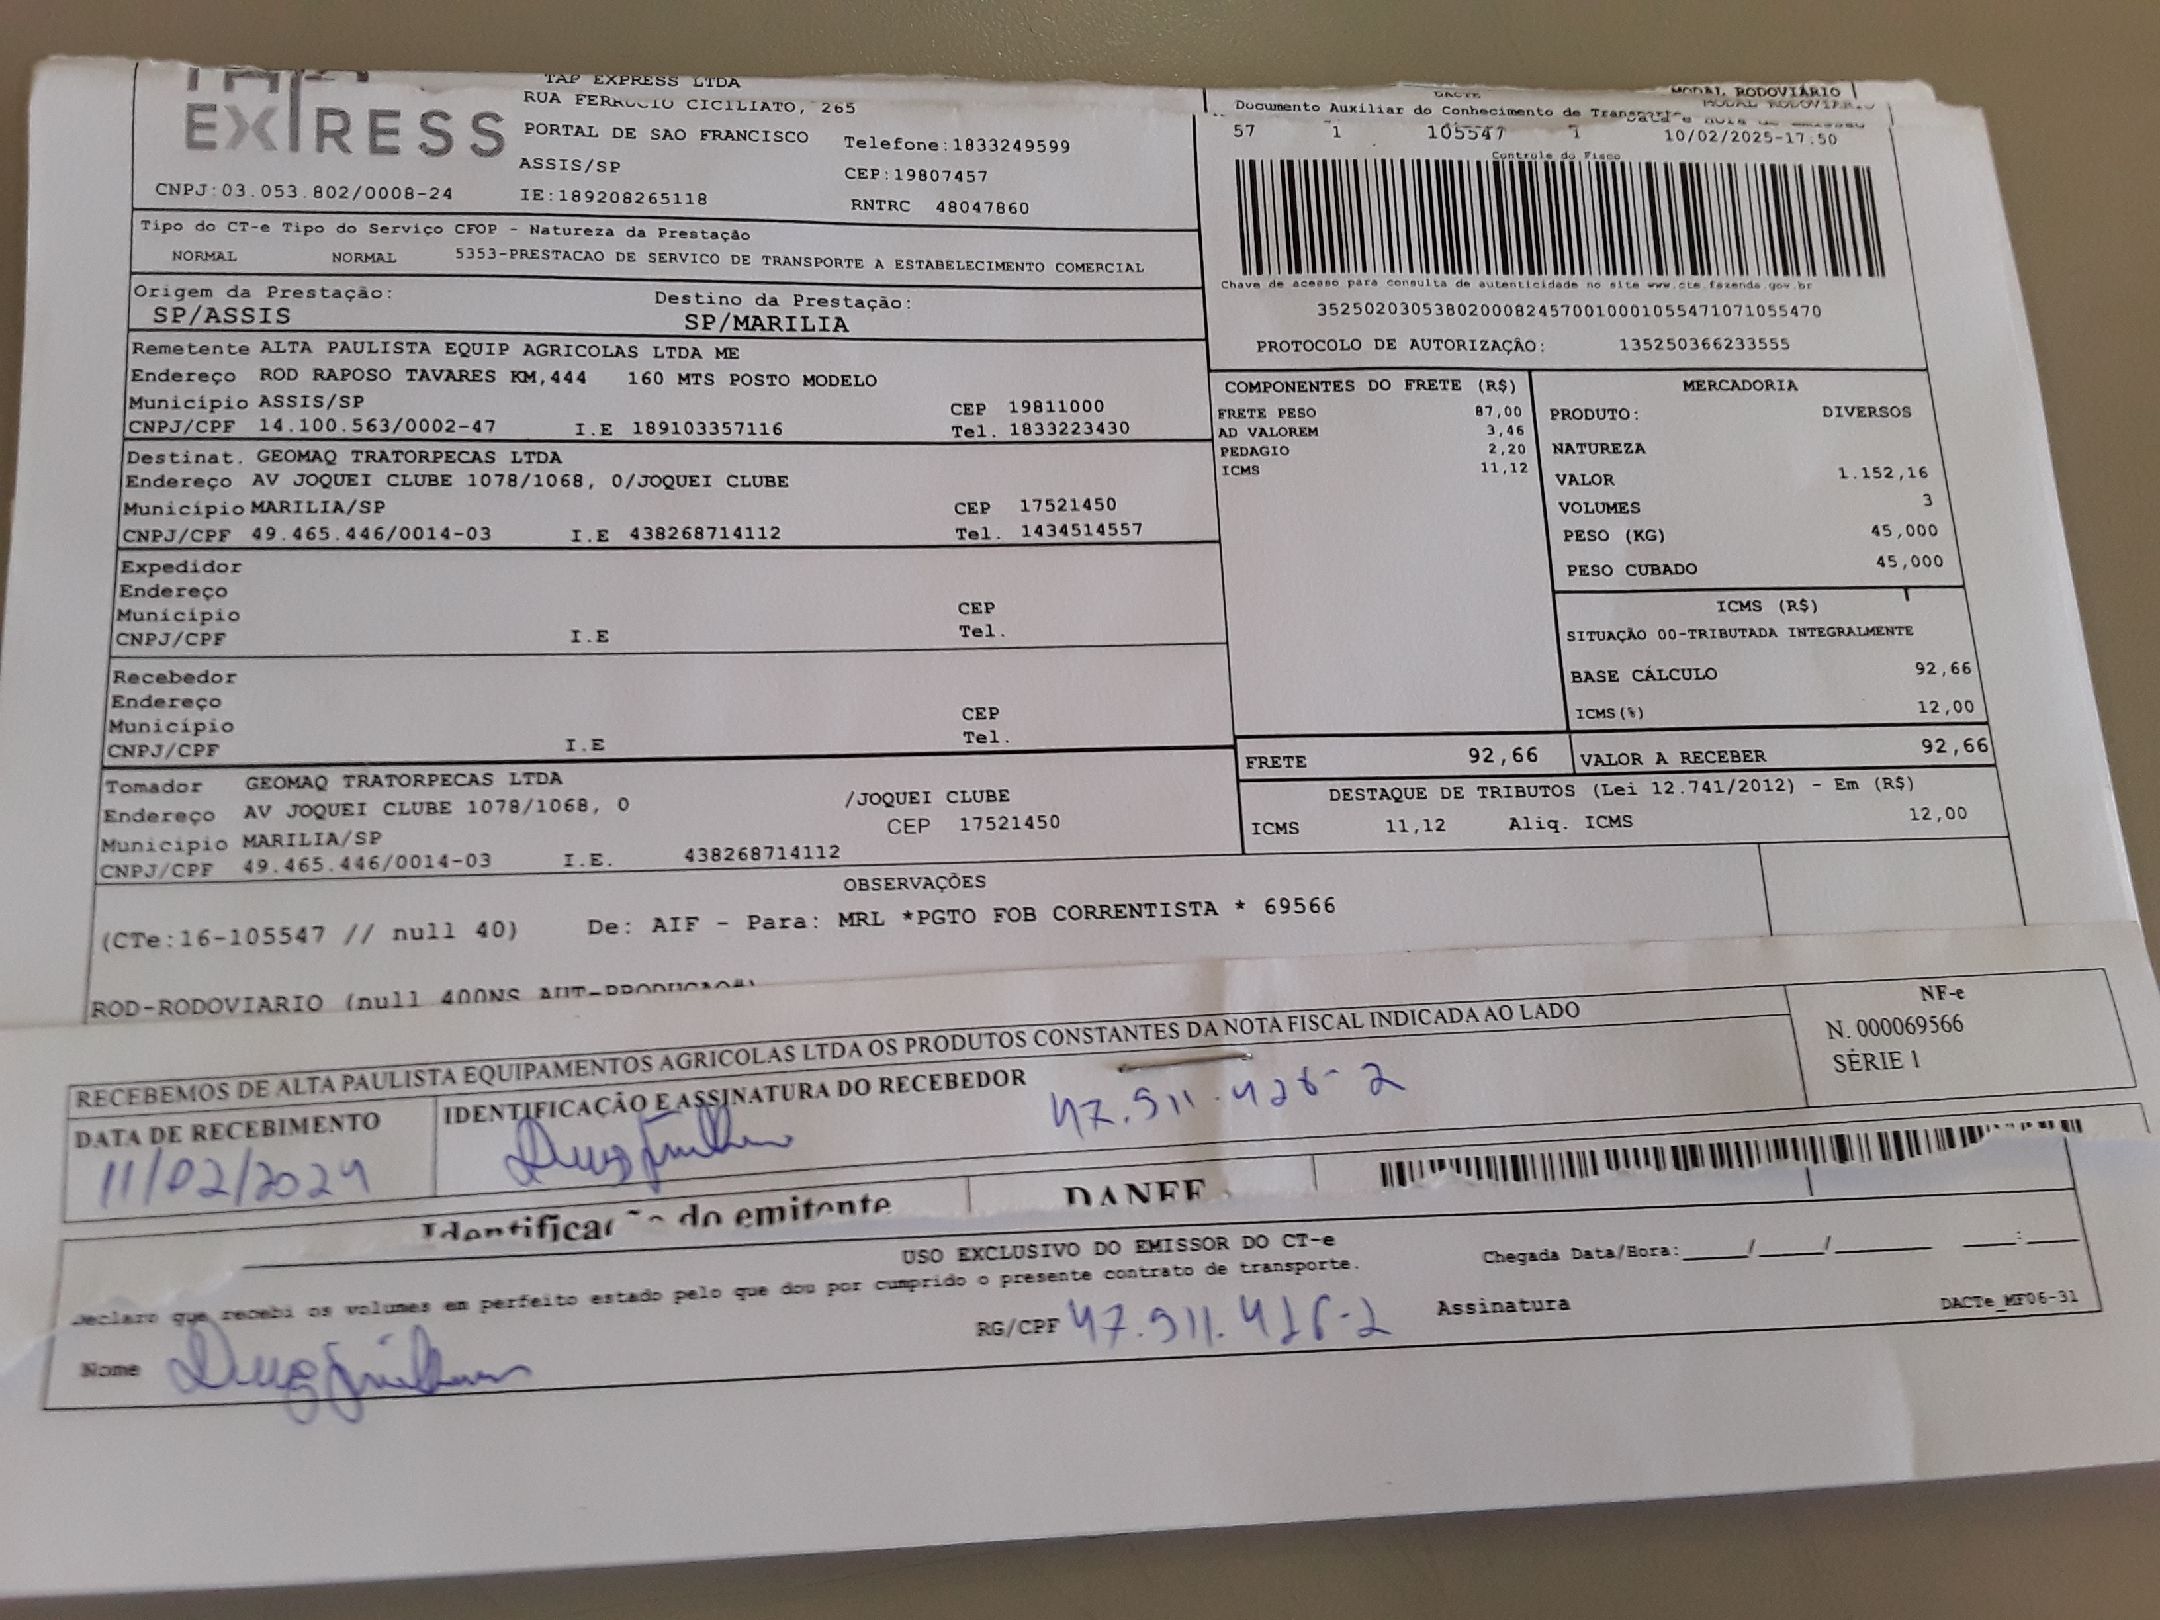 EXPRESS
TAP EXPRESS LTDA
RUA FERRUCIO CICILIATO, 265
PORTAL DE SAO FRANCISCO
Telefone:1833249599
ASSIS/SP
CEP:19807457
CNPJ:03.053.802/0008-24
IE:189208265118
RNTRC 48047860
DACTE
MODAL RODOVIÁRIO
Documento Auxiliar do Conhecimento de Transporte
57 1 105547 1 10/02/2025-17:50
Controle do Fisco
Chave de acesso para consulta de autenticidade no site www.cte.fazenda.gov.br
35250203053802000824570010001055471071055470
PROTOCOLO DE AUTORIZAÇÃO: 135250366233555
Tipo do CT-e Tipo do Serviço CFOP - Natureza da Prestação
NORMAL NORMAL 5353-PRESTACAO DE SERVICO DE TRANSPORTE A ESTABELECIMENTO COMERCIAL
Origem da Prestação: Destino da Prestação:
SP/ASSIS SP/MARILIA
Remetente ALTA PAULISTA EQUIP AGRICOLAS LTDA ME
Endereço ROD RAPOSO TAVARES KM,444 160 MTS POSTO MODELO
Município ASSIS/SP CEP 19811000
CNPJ/CPF 14.100.563/0002-47 I.E 189103357116 Tel. 1833223430
Destinat. GEOMAQ TRATORPECAS LTDA
Endereço AV JOQUEI CLUBE 1078/1068, 0/JOQUEI CLUBE
Município MARILIA/SP CEP 17521450
CNPJ/CPF 49.465.446/0014-03 I.E 438268714112 Tel. 1434514557
Expedidor
Endereço
Município CEP
CNPJ/CPF I.E Tel.
Recebedor
Endereço
Município CEP
CNPJ/CPF I.E Tel.
Tomador GEOMAQ TRATORPECAS LTDA
Endereço AV JOQUEI CLUBE 1078/1068, 0 /JOQUEI CLUBE
Município MARILIA/SP CEP 17521450
CNPJ/CPF 49.465.446/0014-03 I.E. 438268714112
COMPONENTES DO FRETE (R$)
FRETE PESO 87,00
AD VALOREM 3,46
PEDAGIO 2,20
ICMS 11,12
MERCADORIA
PRODUTO: DIVERSOS
NATUREZA
VALOR 1.152,16
VOLUMES 3
PESO (KG) 45,000
PESO CUBADO 45,000
ICMS (R$)
SITUAÇÃO 00-TRIBUTADA INTEGRALMENTE
BASE CÁLCULO 92,66
ICMS(%) 12,00
FRETE 92,66 VALOR A RECEBER 92,66
DESTAQUE DE TRIBUTOS (Lei 12.741/2012) - Em (R$)
ICMS 11,12 Aliq. ICMS 12,00
OBSERVAÇÕES
(CTe:16-105547 // null 40) De: AIF - Para: MRL *PGTO FOB CORRENTISTA * 69566
ROD-RODOVIARIO (null 400NS AUT-PRODUCAO#)
RECEBEMOS DE ALTA PAULISTA EQUIPAMENTOS AGRICOLAS LTDA OS PRODUTOS CONSTANTES DA NOTA FISCAL INDICADA AO LADO
NF-e
N. 000069566
SÉRIE 1
DATA DE RECEBIMENTO
IDENTIFICAÇÃO E ASSINATURA DO RECEBEDOR
11/02/2024
47.911.426-2
Identificação do emitente
DANFE
USO EXCLUSIVO DO EMISSOR DO CT-e
Declaro que recebi os volumes em perfeito estado pelo que dou por cumprido o presente contrato de transporte.
Chegada Data/Hora:____/____/______ ___:___
Nome
RG/CPF 47.911.426-2
Assinatura
DACTe_MF06-31